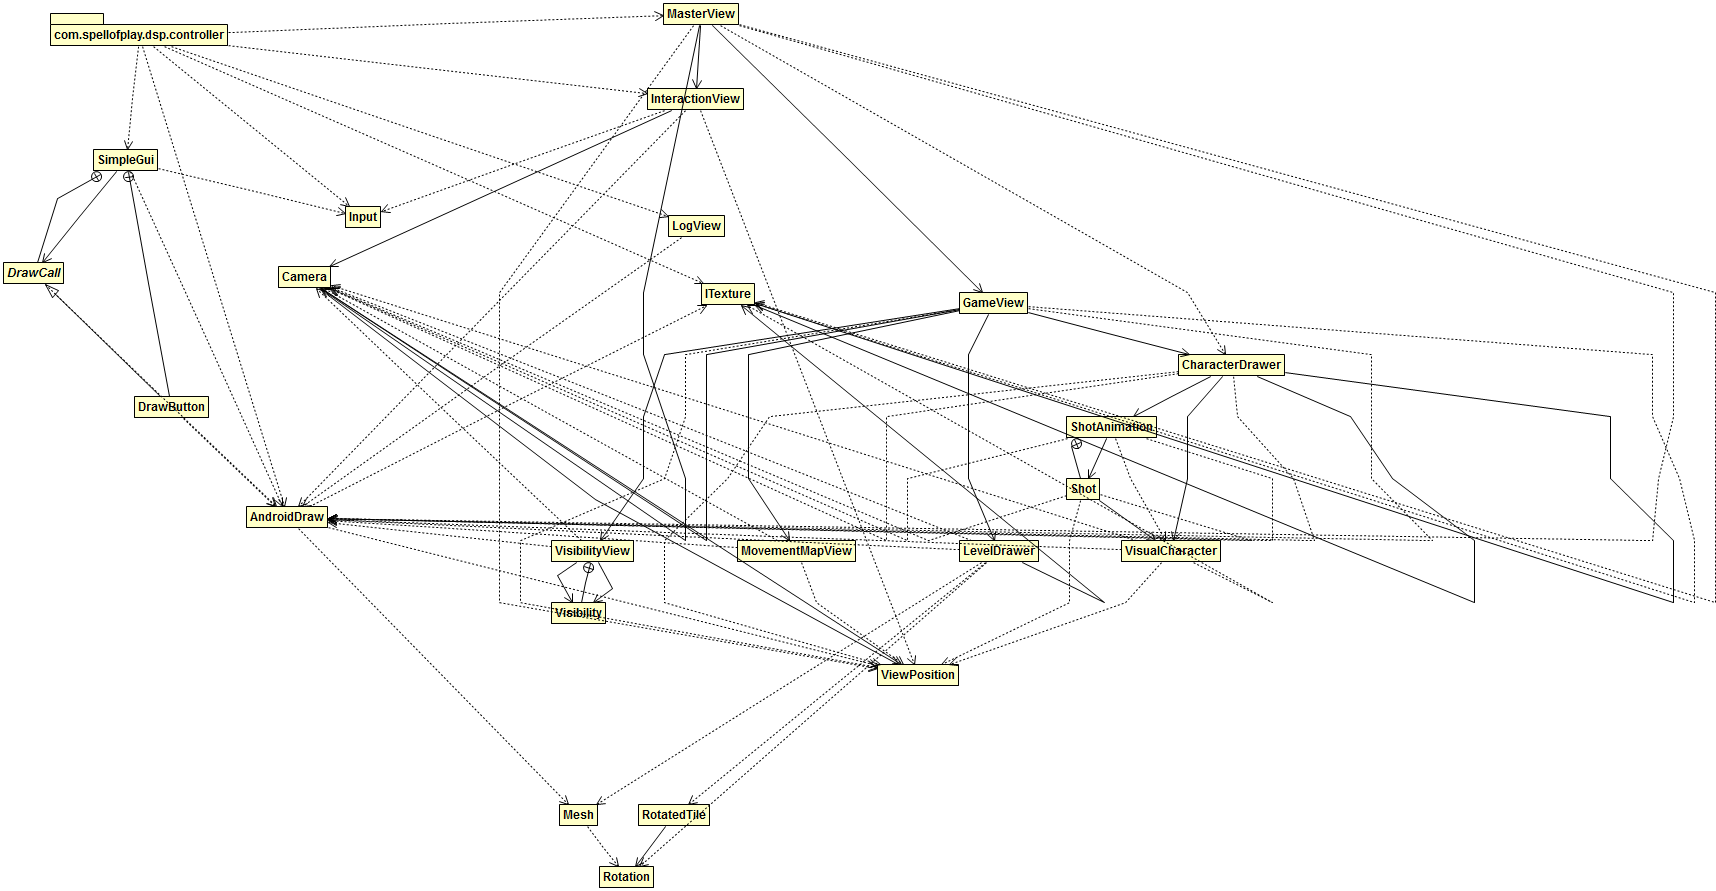 MasterView
com.spellofplay.dsp.controller
InteractionView
SimpleGui
Input
LogView
DrawCall
Camera
ITexture
GameView
CharacterDrawer
DrawButton
ShotAnimation
Shot
AndroidDraw
VisibilityView
MovementMapView
LevelDrawer
VisualCharacter
Visibility
ViewPosition
Mesh
RotatedTile
Rotation